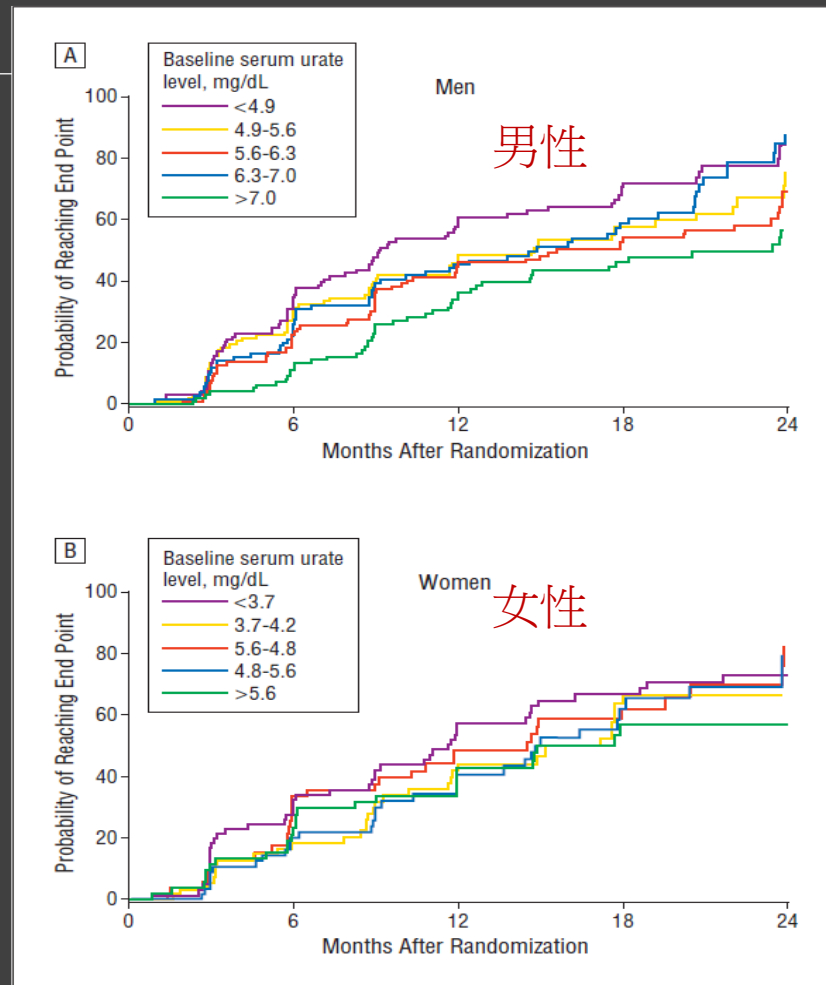 A
Baseline serum urate
level, mg/dL
<4.9
4.9-5.6
5.6-6.3
6.3-7.0
>7.0
Men
男性
Probability of Reaching End Point
100
80
60
40
20
0
0 6 12 18 24
Months After Randomization
B
Baseline serum urate
level, mg/dL
<3.7
3.7-4.2
5.6-4.8
4.8-5.6
>5.6
Women
女性
Probability of Reaching End Point
100
80
60
40
20
0
0 6 12 18 24
Months After Randomization